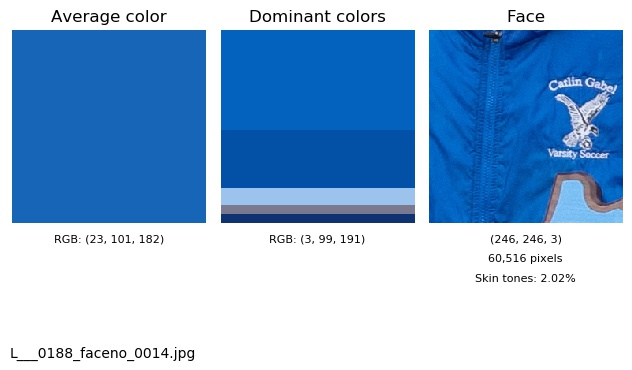 Average color
Dominant colors
Face
Catlin Gabel
Varsity Soccer
RGB: (23, 101, 182)
RGB: (3, 99, 191)
(246, 246, 3)
60,516 pixels
Skin tones: 2.02%
L___0188_faceno_0014.jpg